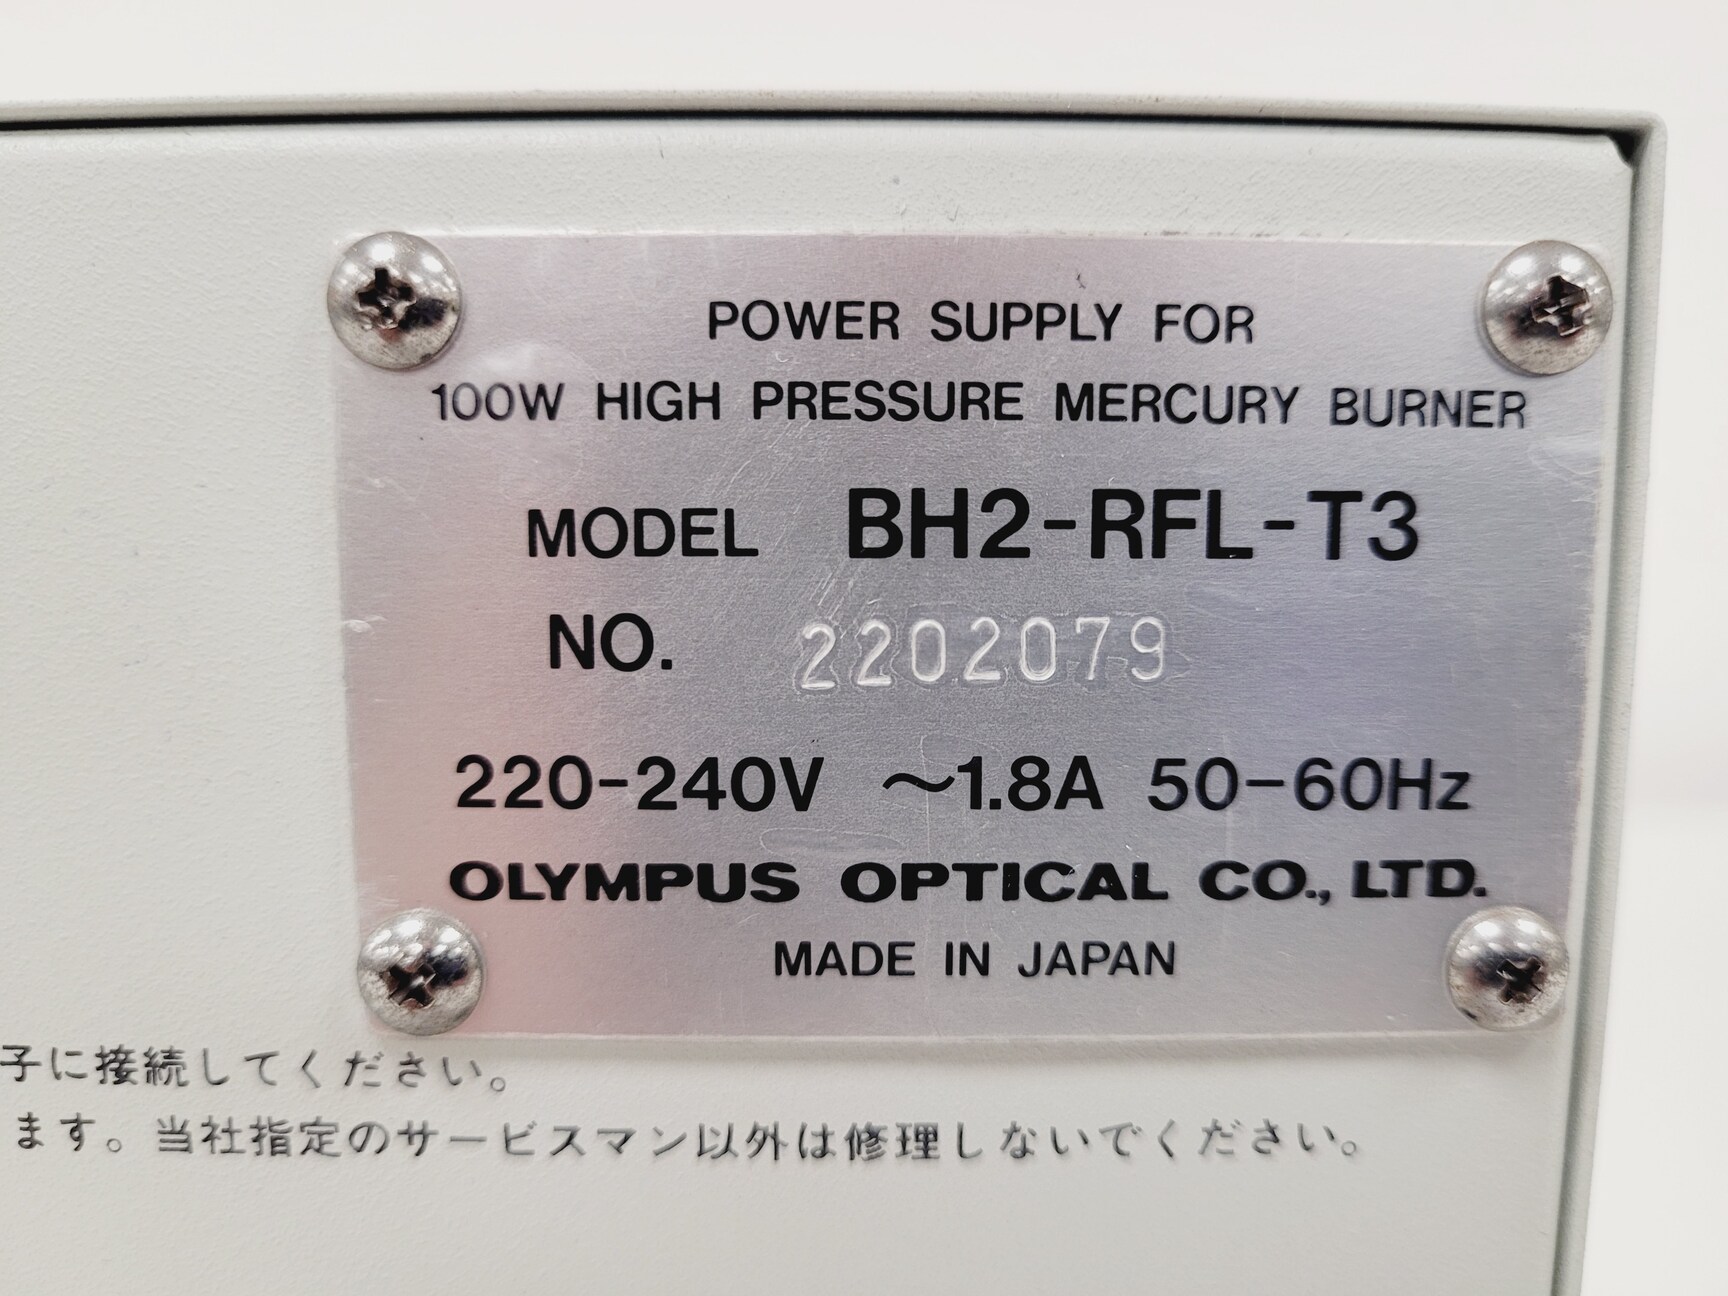 POWER SUPPLY FOR
100W HIGH PRESSURE MERCURY BURNER
MODEL BH2-RFL-T3
NO. 2202079
220-240V ~1.8A 50-60Hz
OLYMPUS OPTICAL CO., LTD.
MADE IN JAPAN
子に接続してください。
ます。当社指定のサービスマン以外は修理しないでください。